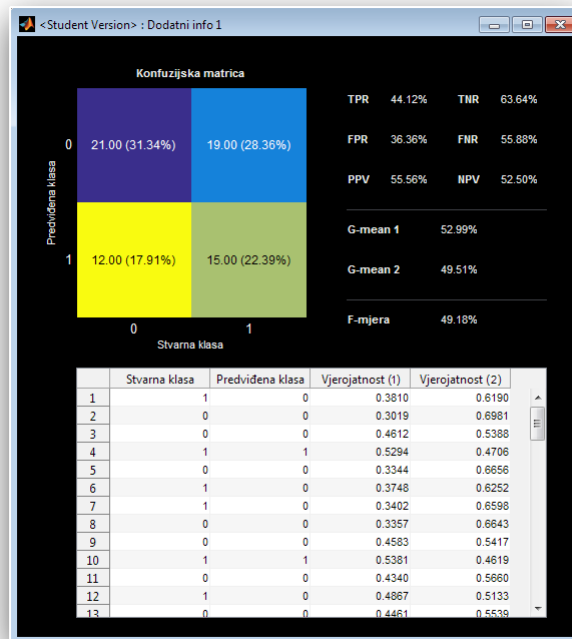 <Student Version> : Dodatni info 1
Konfuzijska matrica
Predviđena klasa
0
21.00 (31.34%) 19.00 (28.36%)
1
12.00 (17.91%) 15.00 (22.39%)
0 1
Stvarna klasa
TPR 44.12% TNR 63.64%
FPR 36.36% FNR 55.88%
PPV 55.56% NPV 52.50%
G-mean 1 52.99%
G-mean 2 49.51%
F-mjera 49.18%
Stvarna klasa Predviđena klasa Vjerojatnost (1) Vjerojatnost (2)
1 1 0 0.3810 0.6190
2 0 0 0.3019 0.6981
3 0 0 0.4612 0.5388
4 1 1 0.5294 0.4706
5 0 0 0.3344 0.6656
6 1 0 0.3748 0.6252
7 1 0 0.3402 0.6598
8 0 0 0.3357 0.6643
9 0 0 0.4583 0.5417
10 1 1 0.5381 0.4619
11 0 0 0.4340 0.5660
12 1 0 0.4867 0.5133
13 0 0 0.4461 0.5539